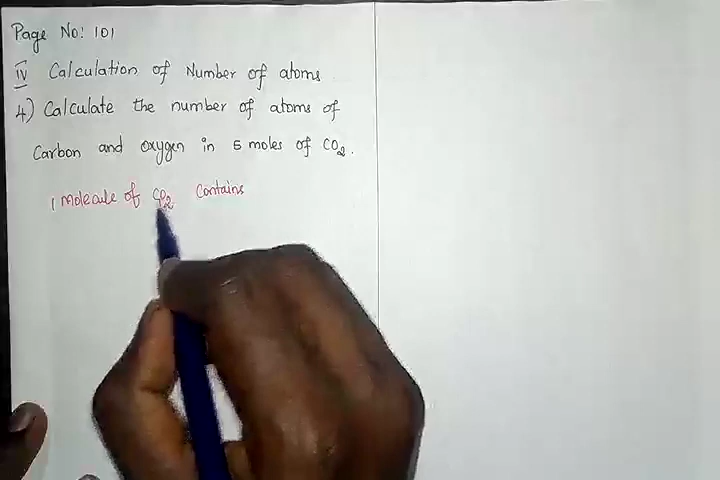 Page No: 101
iv Calculation of Number of atoms
4) Calculate the number of atoms of
Carbon and oxygen in 5 moles of CO2.
1 molecule of CO2 Contains